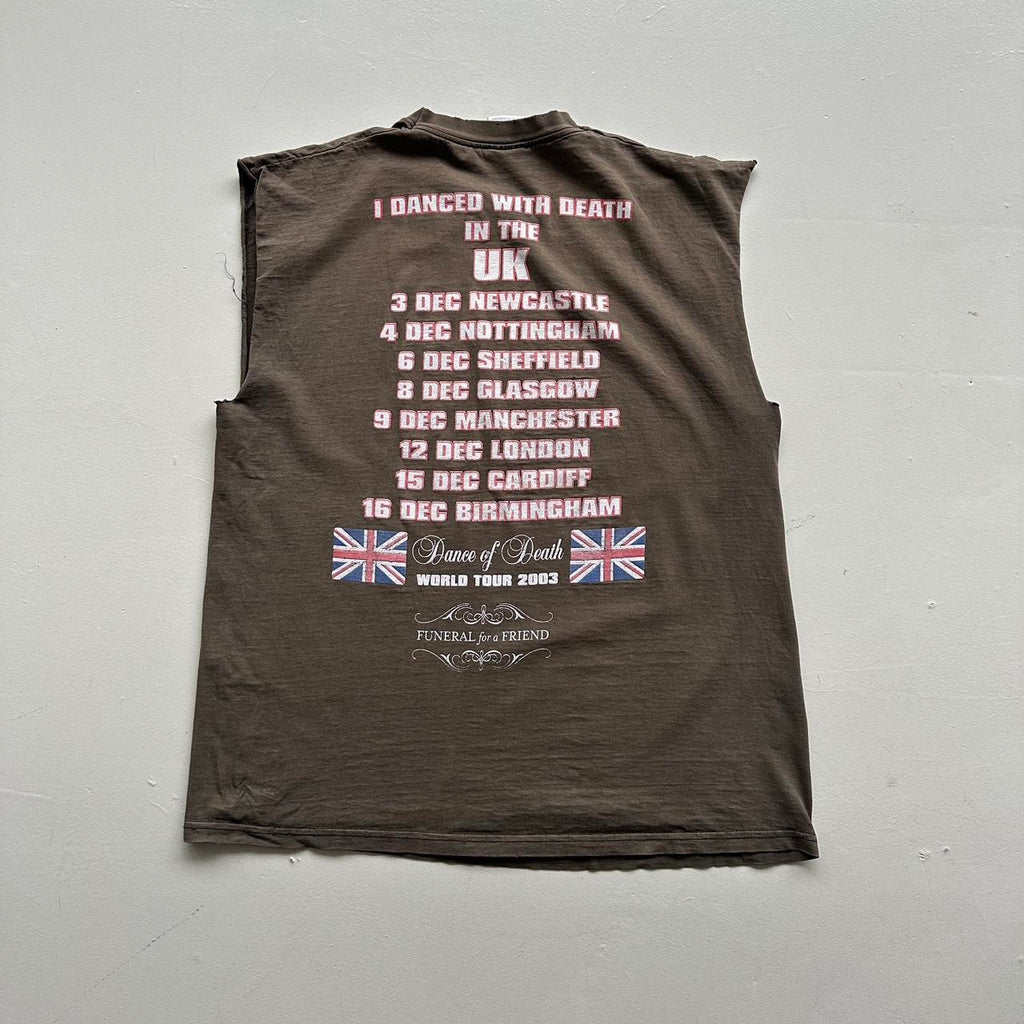 I DANCED WITH DEATH
IN THE
UK
3 DEC NEWCASTLE
4 DEC NOTTINGHAM
6 DEC SHEFFIELD
8 DEC GLASGOW
9 DEC MANCHESTER
12 DEC LONDON
15 DEC CARDIFF
16 DEC BIRMINGHAM
Dance of Death
WORLD TOUR 2003
FUNERAL for a FRIEND